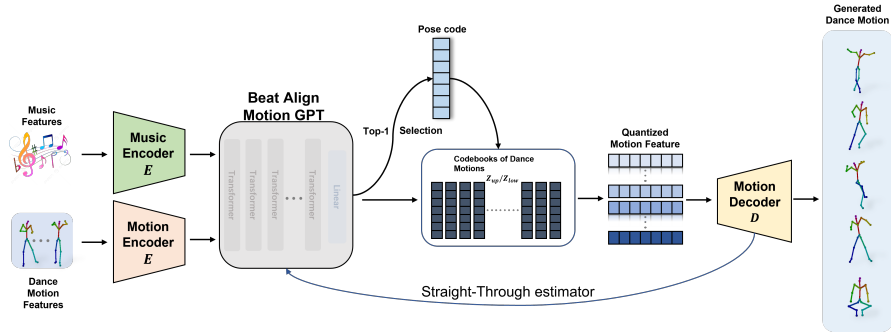 Generated
Dance Motion
Pose code
Music
Features
Beat Align
Motion GPT
Top-1 Selection
Music
Encoder
E
Transformer
Transformer
Transformer
Transformer
Linear
Codebooks of Dance
Motions
Z_up/Z_low
Quantized
Motion Feature
Motion
Decoder
D
Motion
Encoder
E
Dance
Motion
Features
Straight-Through estimator